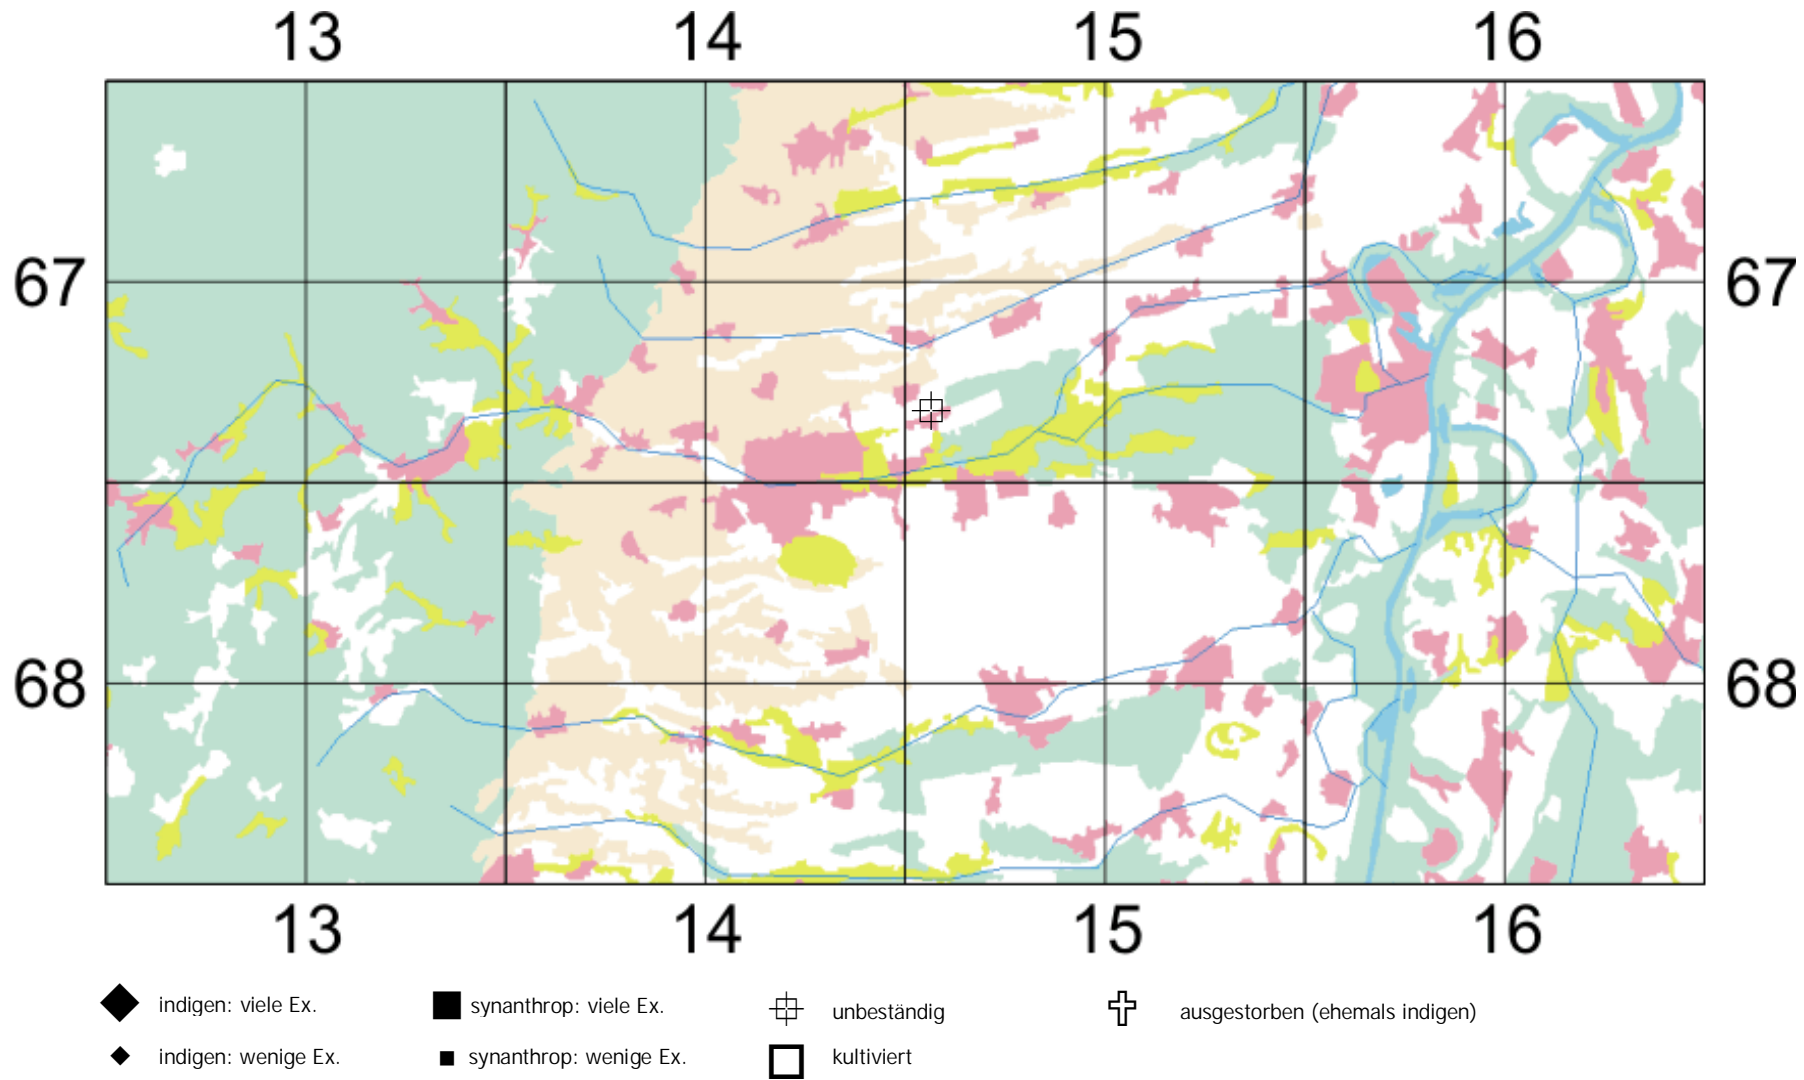 13 14 15 16
67 67
68 68
13 14 15 16
indigen: viele Ex. synanthrop: viele Ex. unbeständig ausgestorben (ehemals indigen)
indigen: wenige Ex. synanthrop: wenige Ex. kultiviert